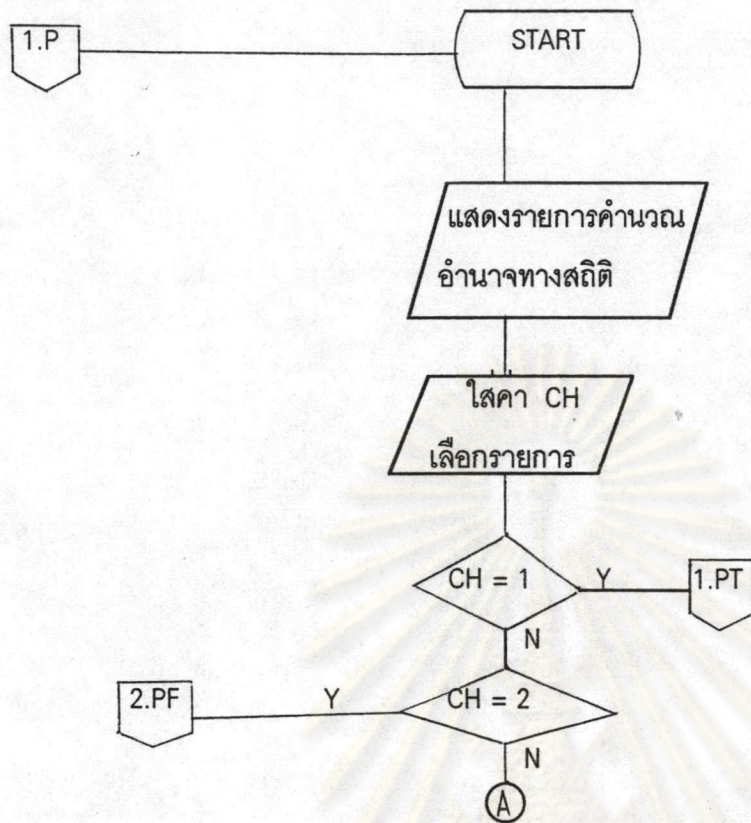 1.P
START
แสดงรายการคำนวณ
อำนาจทางสถิติ
ใสคา CH
เลือกรายการ
CH = 1
Y
1.PT
N
2.PF
Y
CH = 2
N
A